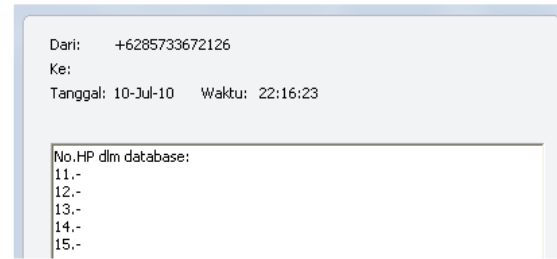 Dari: +6285733672126
Ke:
Tanggal: 10-Jul-10 Waktu: 22:16:23
No.HP dlm database:
11.-
12.-
13.-
14.-
15.-